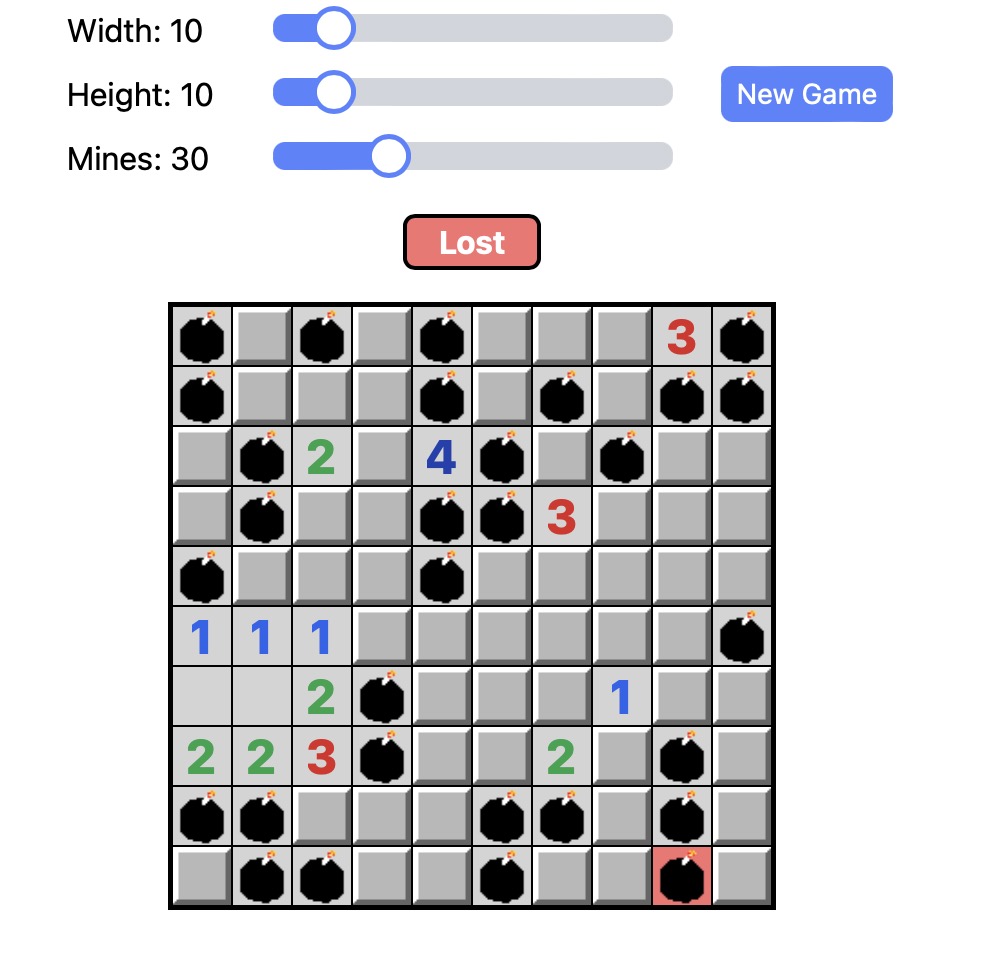 Width: 10
Height: 10
New Game
Mines: 30
Lost
3
2 4
3
1 1 1
2 1
2 2 3 2